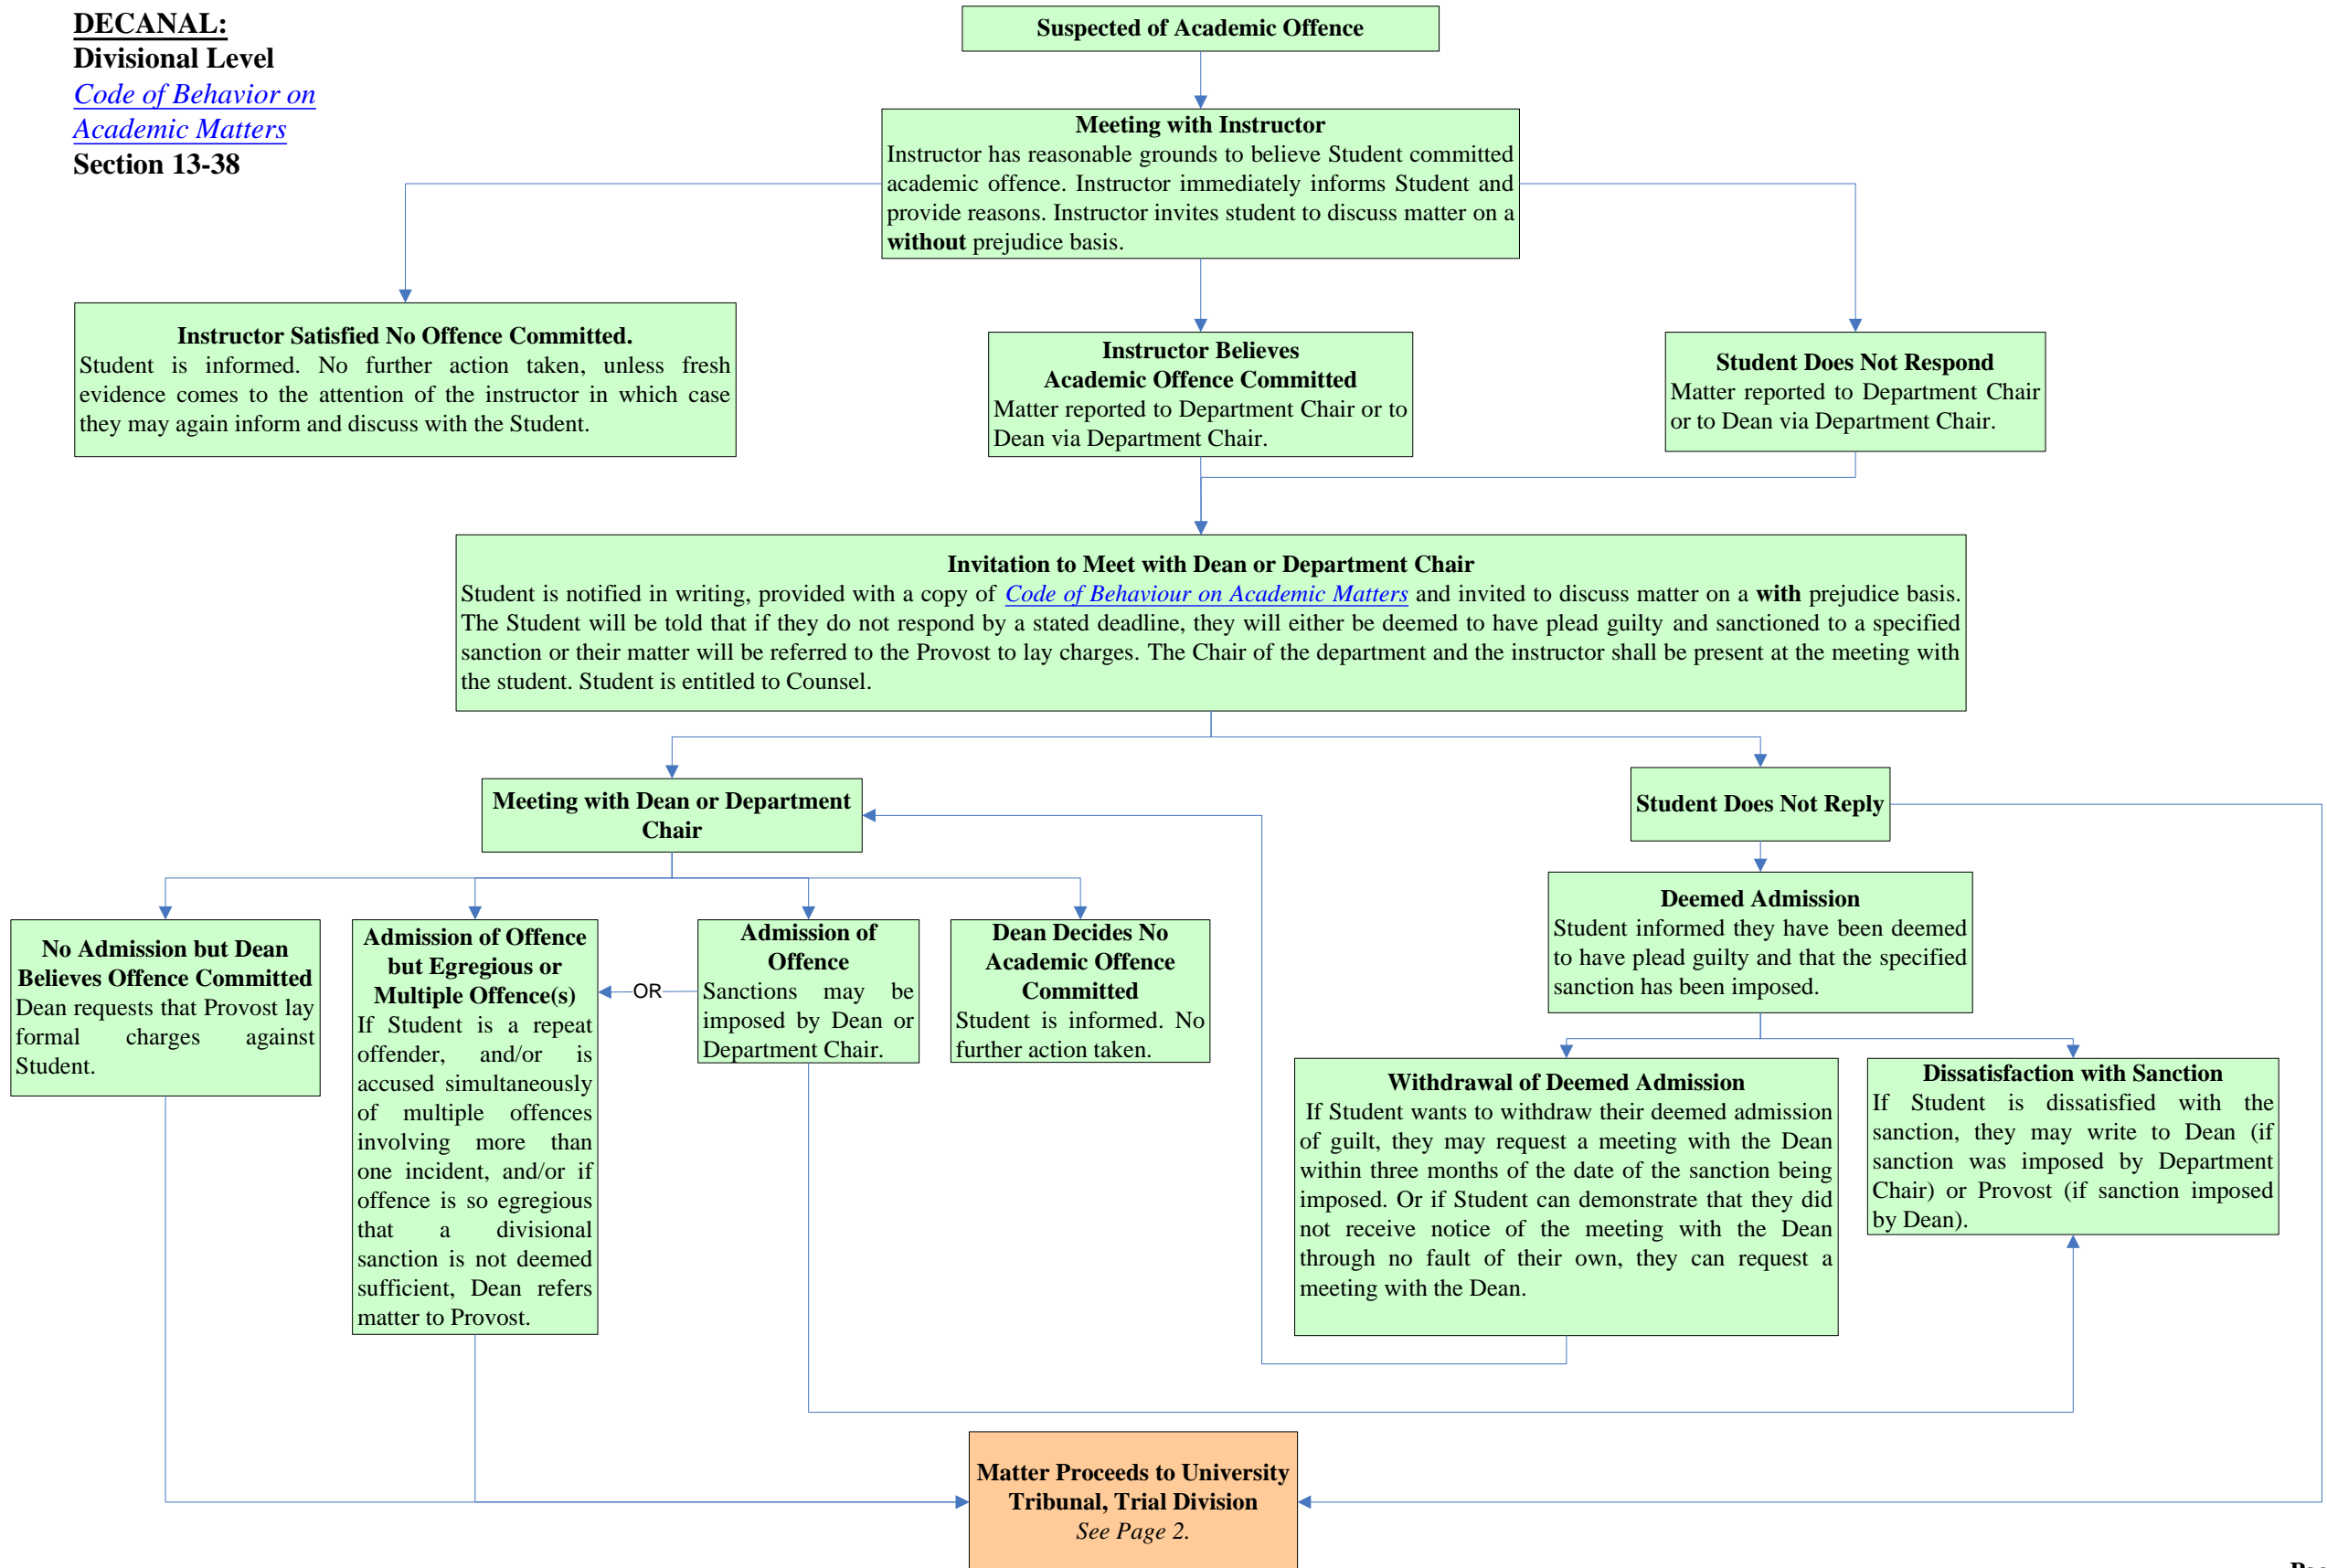 DECANAL:
Divisional Level
Code of Behavior on
Academic Matters
Section 13-38
Suspected of Academic Offence
Meeting with Instructor
Instructor has reasonable grounds to believe Student committed
academic offence. Instructor immediately informs Student and
provide reasons. Instructor invites student to discuss matter on a
without prejudice basis.
Instructor Satisfied No Offence Committed.
Student is informed. No further action taken, unless fresh
evidence comes to the attention of the instructor in which case
they may again inform and discuss with the Student.
Instructor Believes
Academic Offence Committed
Matter reported to Department Chair or to
Dean via Department Chair.
Student Does Not Respond
Matter reported to Department Chair
or to Dean via Department Chair.
Invitation to Meet with Dean or Department Chair
Student is notified in writing, provided with a copy of Code of Behaviour on Academic Matters and invited to discuss matter on a with prejudice basis.
The Student will be told that if they do not respond by a stated deadline, they will either be deemed to have plead guilty and sanctioned to a specified
sanction or their matter will be referred to the Provost to lay charges. The Chair of the department and the instructor shall be present at the meeting with
the student. Student is entitled to Counsel.
Meeting with Dean or Department
Chair
Student Does Not Reply
No Admission but Dean
Believes Offence Committed
Dean requests that Provost lay
formal charges against
Student.
Admission of Offence
but Egregious or
Multiple Offence(s)
If Student is a repeat
offender, and/or is
accused simultaneously
of multiple offences
involving more than
one incident, and/or if
offence is so egregious
that a divisional
sanction is not deemed
sufficient, Dean refers
matter to Provost.
OR
Admission of
Offence
Sanctions may be
imposed by Dean or
Department Chair.
Dean Decides No
Academic Offence
Committed
Student is informed. No
further action taken.
Deemed Admission
Student informed they have been deemed
to have plead guilty and that the specified
sanction has been imposed.
Withdrawal of Deemed Admission
If Student wants to withdraw their deemed admission
of guilt, they may request a meeting with the Dean
within three months of the date of the sanction being
imposed. Or if Student can demonstrate that they did
not receive notice of the meeting with the Dean
through no fault of their own, they can request a
meeting with the Dean.
Dissatisfaction with Sanction
If Student is dissatisfied with the
sanction, they may write to Dean (if
sanction was imposed by Department
Chair) or Provost (if sanction imposed
by Dean).
Matter Proceeds to University
Tribunal, Trial Division
See Page 2.